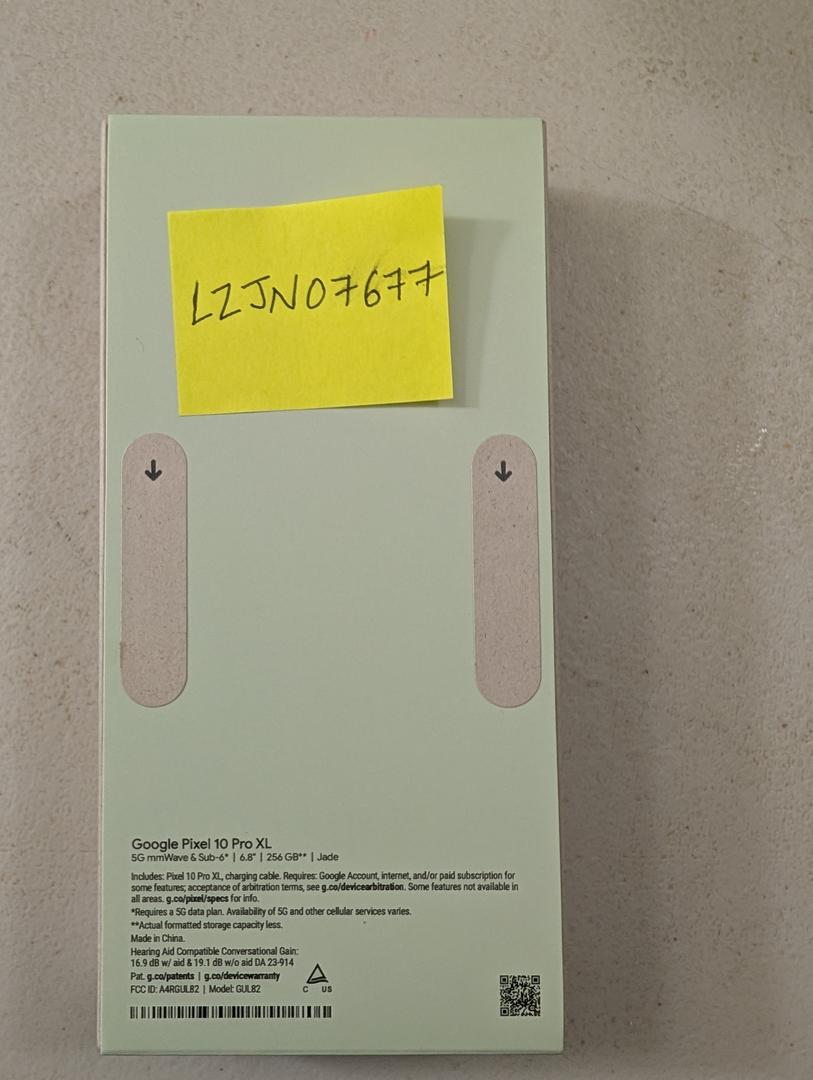 LZJN07677
Google Pixel 10 Pro XL
5G mmWave & Sub-6* | 6.8" | 256 GB** | Jade
Includes: Pixel 10 Pro XL, charging cable. Requires: Google Account, internet, and/or paid subscription for
some features; acceptance of arbitration terms, see g.co/devicearbitration. Some features not available in
all areas. g.co/pixel/specs for info.
*Requires a 5G data plan. Availability of 5G and other cellular services varies.
**Actual formatted storage capacity less.
Made in China.
Hearing Aid Compatible Conversational Gain:
16.9 dB w/ aid & 19.1 dB w/o aid DA 23-914
Pat. g.co/patents | g.co/devicewarranty
FCC ID: A4RGUL82 | Model: GUL82
C US